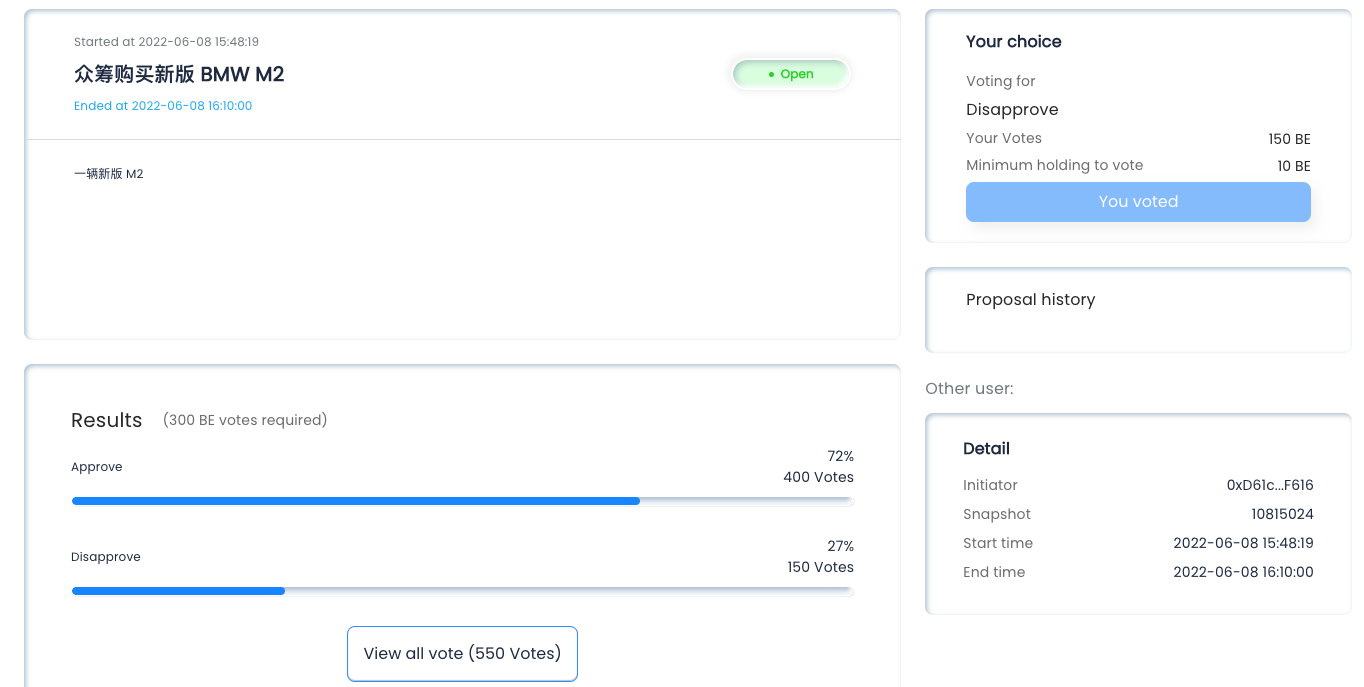 Started at 2022-06-08 15:48:19
众筹购买新版 BMW M2
Open
Ended at 2022-06-08 16:10:00
一辆新版 M2
Results (300 BE votes required)
Approve
72%
400 Votes
Disapprove
27%
150 Votes
View all vote (550 Votes)
Your choice
Voting for
Disapprove
Your Votes 150 BE
Minimum holding to vote 10 BE
You voted
Proposal history
Other user:
Detail
Initiator 0xD61c...F616
Snapshot 10815024
Start time 2022-06-08 15:48:19
End time 2022-06-08 16:10:00